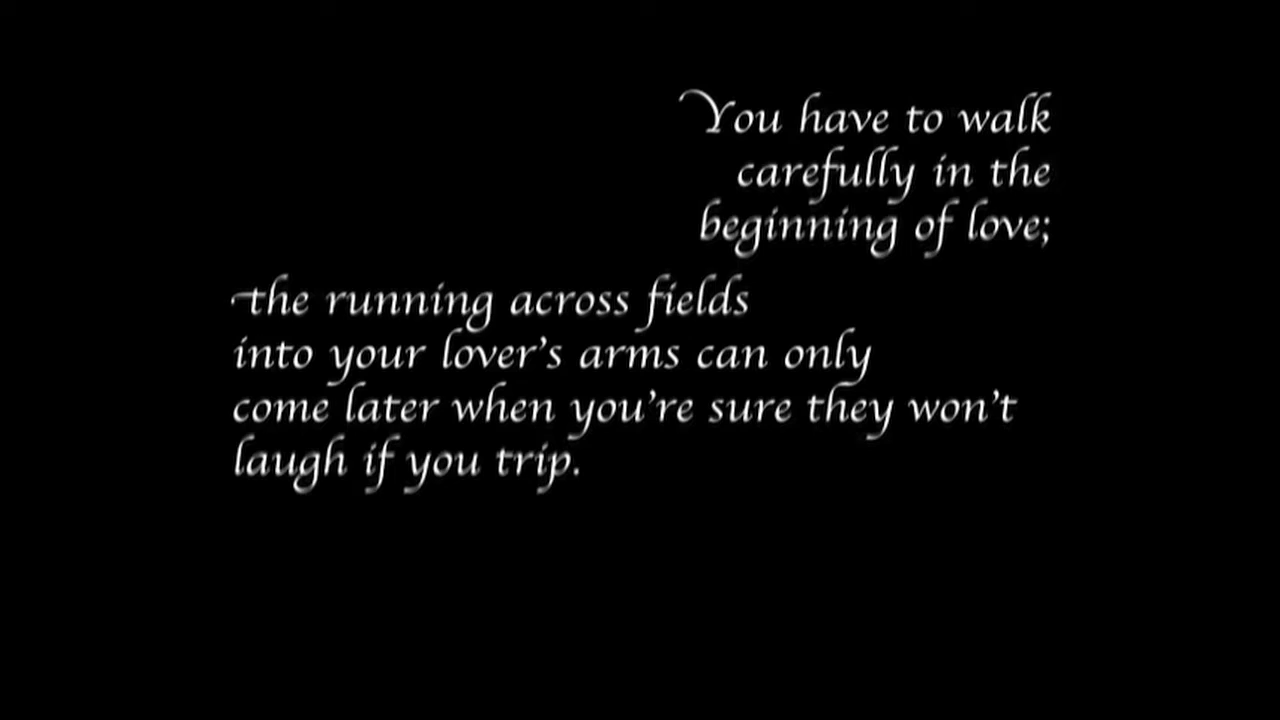 You have to walk
carefully in the
beginning of love;
the running across fields
into your lover's arms can only
come later when you're sure they won't
laugh if you trip.